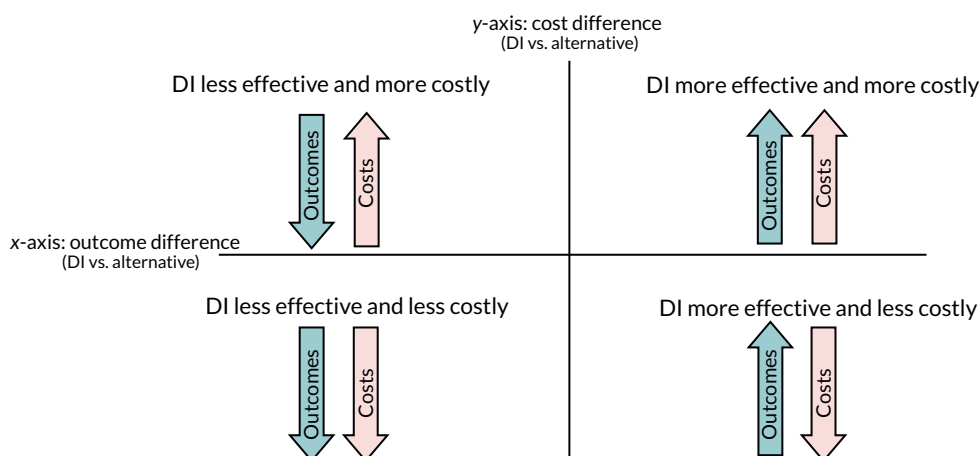 y-axis: cost difference
(DI vs. alternative)
DI less effective and more costly
DI more effective and more costly
Outcomes
Costs
Outcomes
Costs
x-axis: outcome difference
(DI vs. alternative)
DI less effective and less costly
DI more effective and less costly
Outcomes
Costs
Outcomes
Costs